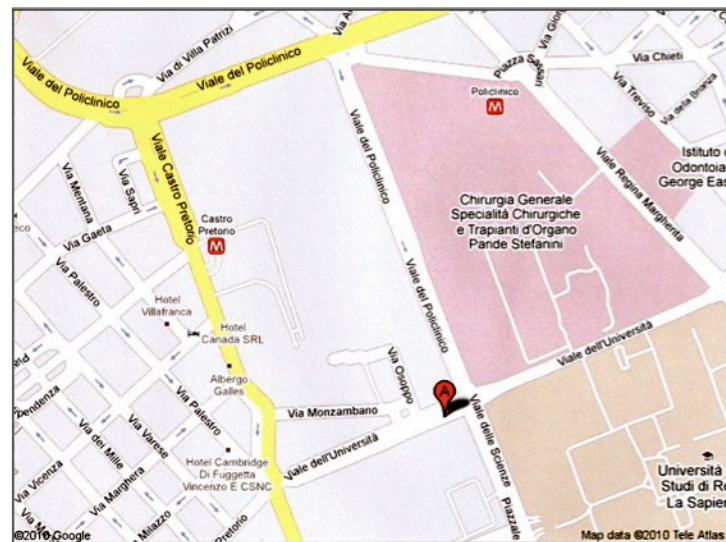 Via di Villa Patrizi
Viale del Policlinico
Viale del Policlinico
Viale Castro Pretorio
Via Mentana
Via Sapri
Via Gaeta
Via Palestro
Castro
Pretorio
M
Viale del Policlinico
Piazza Sassari
Policlinico
M
Via Chieti
Via Treviso
Via della Brianza
Viale Regina Margherita
Istituto
Odontoia
George Eas
Chirurgia Generale
Specialità Chirurgiche
e Trapianti d'Organo
Paride Stefanini
Hotel
Villafranca
Hotel
Canada SRL
Albergo
Galles
Viale del Policlinico
Viale dell'Università
Via Osoppo
A
Via Monzambano
Viale dell'Università
Viale delle Scienze
Piazzale
Via Palestro
Via Varese
Via dei Mille
Via Marghera
Via Vicenza
Milazzo
Pretorio
Hotel Cambridge
Di Fuggetta
Vincenzo E CSNC
Università
Studi di Ro
La Sapien
©2010 Google
Map data ©2010 Tele Atlas